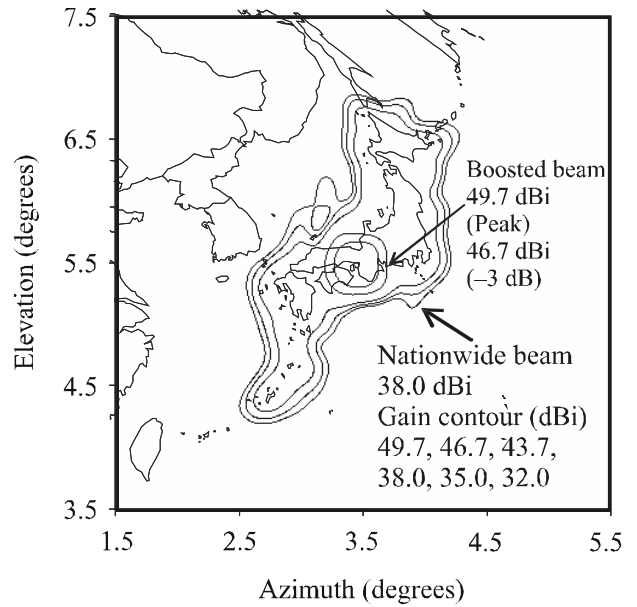 7.5
6.5
5.5
4.5
3.5
Elevation (degrees)
Boosted beam
49.7 dBi
(Peak)
46.7 dBi
(–3 dB)
Nationwide beam
38.0 dBi
Gain contour (dBi)
49.7, 46.7, 43.7,
38.0, 35.0, 32.0
1.5 2.5 3.5 4.5 5.5
Azimuth (degrees)